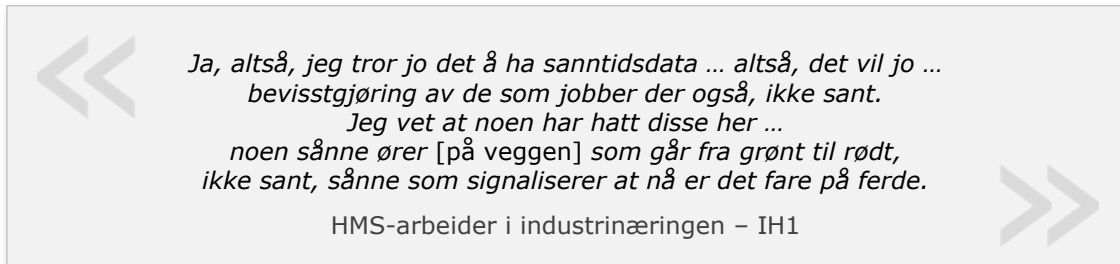 Ja, altså, jeg tror jo det å ha sanntidsdata … altså, det vil jo …
bevisstgjøring av de som jobber der også, ikke sant.
Jeg vet at noen har hatt disse her …
noen sånne ører [på veggen] som går fra grønt til rødt,
ikke sant, sånne som signaliserer at nå er det fare på ferde.
HMS-arbeider i industrinæringen – IH1